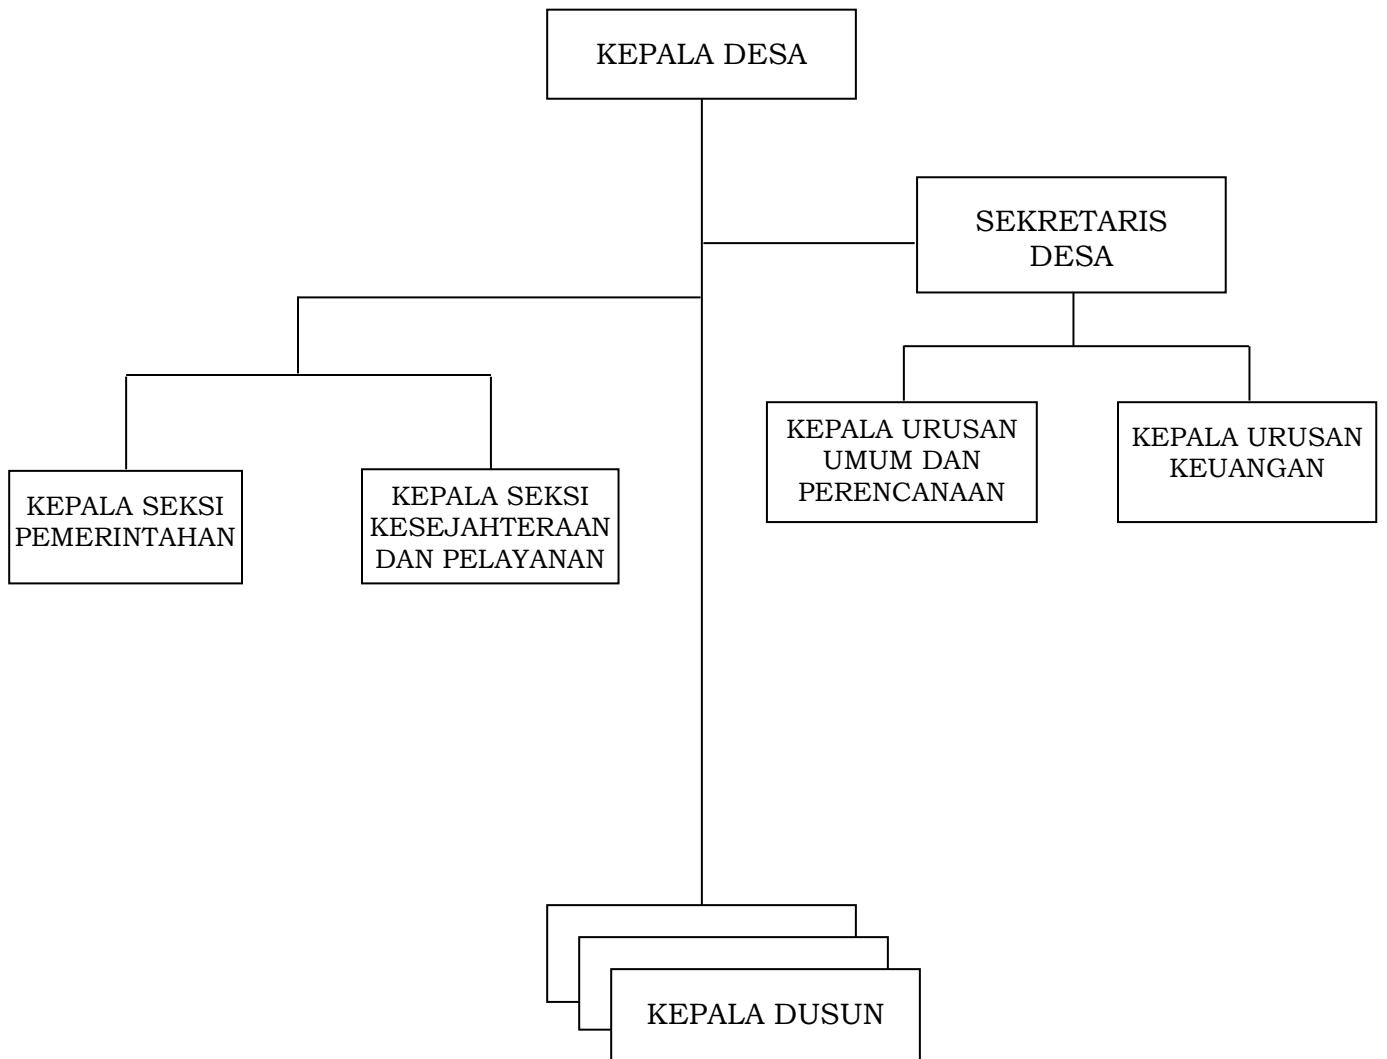 KEPALA DESA
SEKRETARIS
DESA
KEPALA URUSAN
UMUM DAN
PERENCANAAN
KEPALA URUSAN
KEUANGAN
KEPALA SEKSI
PEMERINTAHAN
KEPALA SEKSI
KESEJAHTERAAN
DAN PELAYANAN
KEPALA DUSUN